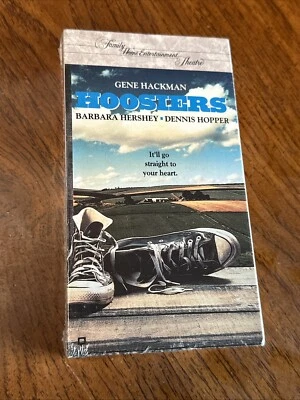 Family Home Entertainment
Theatre
GENE HACKMAN
HOOSIERS
BARBARA HERSHEY • DENNIS HOPPER
It'll go
straight to
your heart.